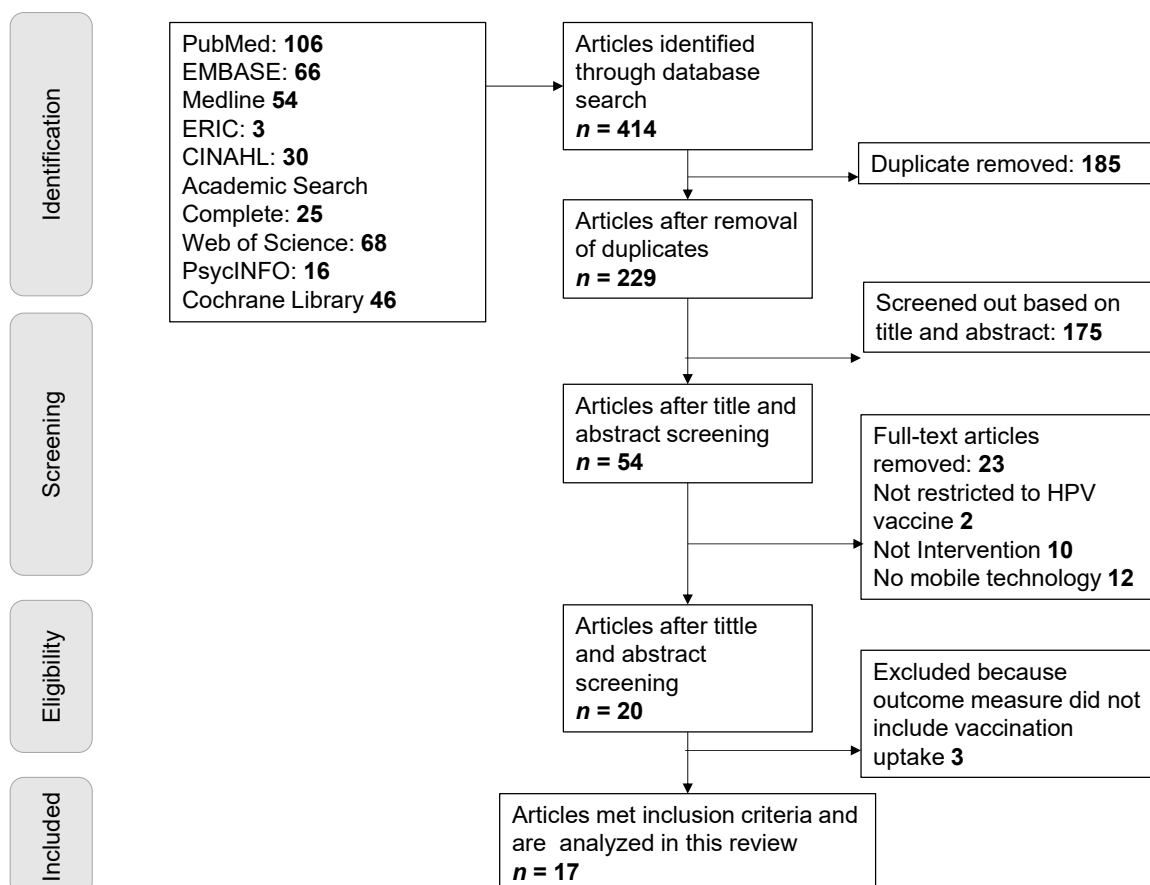 Identification
PubMed: 106
EMBASE: 66
Medline 54
ERIC: 3
CINAHL: 30
Academic Search
Complete: 25
Web of Science: 68
PsycINFO: 16
Cochrane Library 46
Articles identified
through database
search
n = 414
Duplicate removed: 185
Articles after removal
of duplicates
n = 229
Screening
Screened out based on
title and abstract: 175
Articles after title and
abstract screening
n = 54
Full-text articles
removed: 23
Not restricted to HPV
vaccine 2
Not Intervention 10
No mobile technology 12
Eligibility
Articles after tittle
and abstract
screening
n = 20
Excluded because
outcome measure did not
include vaccination
uptake 3
Included
Articles met inclusion criteria and
are analyzed in this review
n = 17